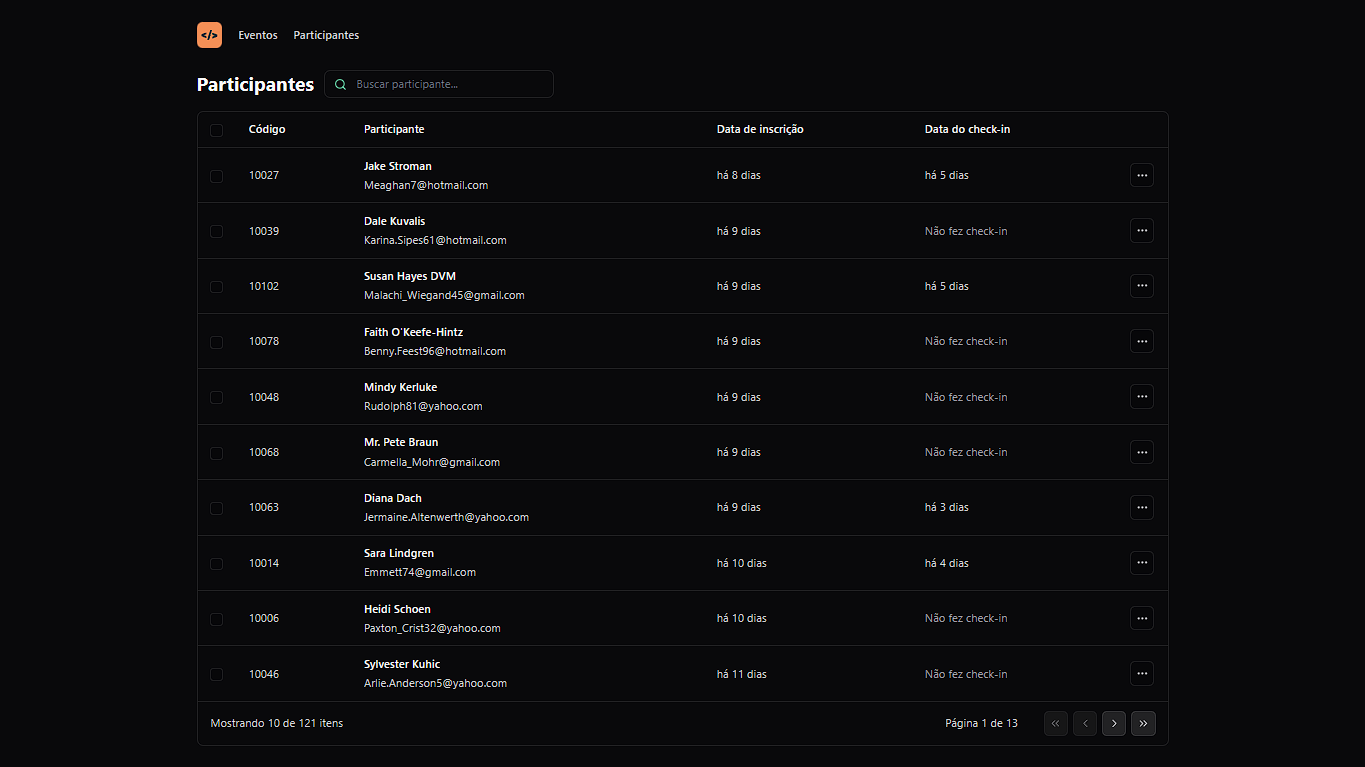 </> Eventos Participantes
Participantes Buscar participante...
Código Participante Data de inscrição Data do check-in
Jake Stroman
10027 há 8 dias há 5 dias ...
Meaghan7@hotmail.com
Dale Kuvalis
10039 há 9 dias Não fez check-in ...
Karina.Sipes61@hotmail.com
Susan Hayes DVM
10102 há 9 dias há 5 dias ...
Malachi_Wiegand45@gmail.com
Faith O'Keefe-Hintz
10078 há 9 dias Não fez check-in ...
Benny.Feest96@hotmail.com
Mindy Kerluke
10048 há 9 dias Não fez check-in ...
Rudolph81@yahoo.com
Mr. Pete Braun
10068 há 9 dias Não fez check-in ...
Carmella_Mohr@gmail.com
Diana Dach
10063 há 9 dias há 3 dias ...
Jermaine.Altenwerth@yahoo.com
Sara Lindgren
10014 há 10 dias há 4 dias ...
Emmett74@gmail.com
Heidi Schoen
10006 há 10 dias Não fez check-in ...
Paxton_Crist32@yahoo.com
Sylvester Kuhic
10046 há 11 dias Não fez check-in ...
Arlie.Anderson5@yahoo.com
Mostrando 10 de 121 itens Página 1 de 13 « ‹ › »